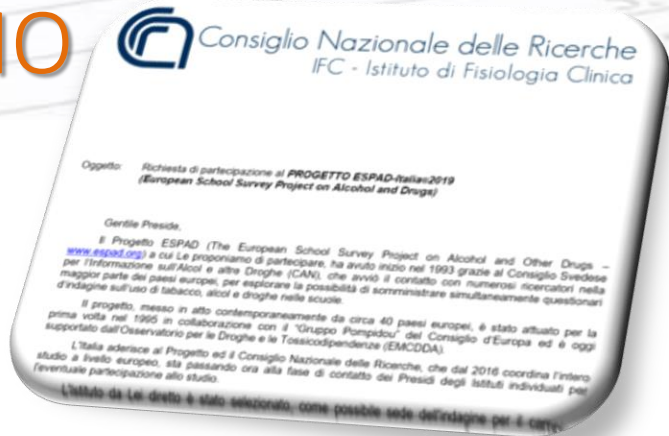 IO
Consiglio Nazionale delle Ricerche
IFC - Istituto di Fisiologia Clinica
Oggetto: Richiesta di partecipazione al PROGETTO ESPAD-Italia®2019
(European School Survey Project on Alcohol and Drugs)
Gentile Preside,
Il Progetto ESPAD (The European School Survey Project on Alcohol and Other Drugs –
www.espad.org) a cui Le proponiamo di partecipare, ha avuto inizio nel 1993 grazie al Consiglio Svedese
per l'Informazione sull'Alcol e altre Droghe (CAN), che avviò il contatto con numerosi ricercatori nella
maggior parte dei paesi europei, per esplorare la possibilità di somministrare simultaneamente questionari
d'indagine sull'uso di tabacco, alcol e droghe nelle scuole.
Il progetto, messo in atto contemporaneamente da circa 40 paesi europei, è stato attuato per la
prima volta nel 1995 in collaborazione con il "Gruppo Pompidou" del Consiglio d'Europa ed è oggi
supportato dall'Osservatorio per le Droghe e le Tossicodipendenze (EMCDDA).
L'Italia aderisce al Progetto ed il Consiglio Nazionale delle Ricerche, che dal 2016 coordina l'intero
studio a livello europeo, sta passando ora alla fase di contatto dei Presidi degli Istituti individuati per
l'eventuale partecipazione allo studio.
L'Istituto da Lei diretto è stato selezionato, come possibile sede dell'indagine per il